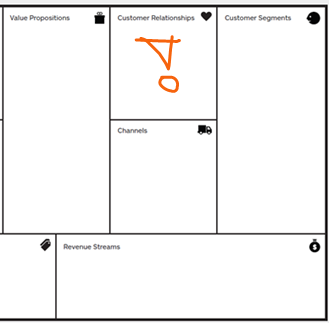 Value Propositions
Customer Relationships
Customer Segments
!
Channels
Revenue Streams